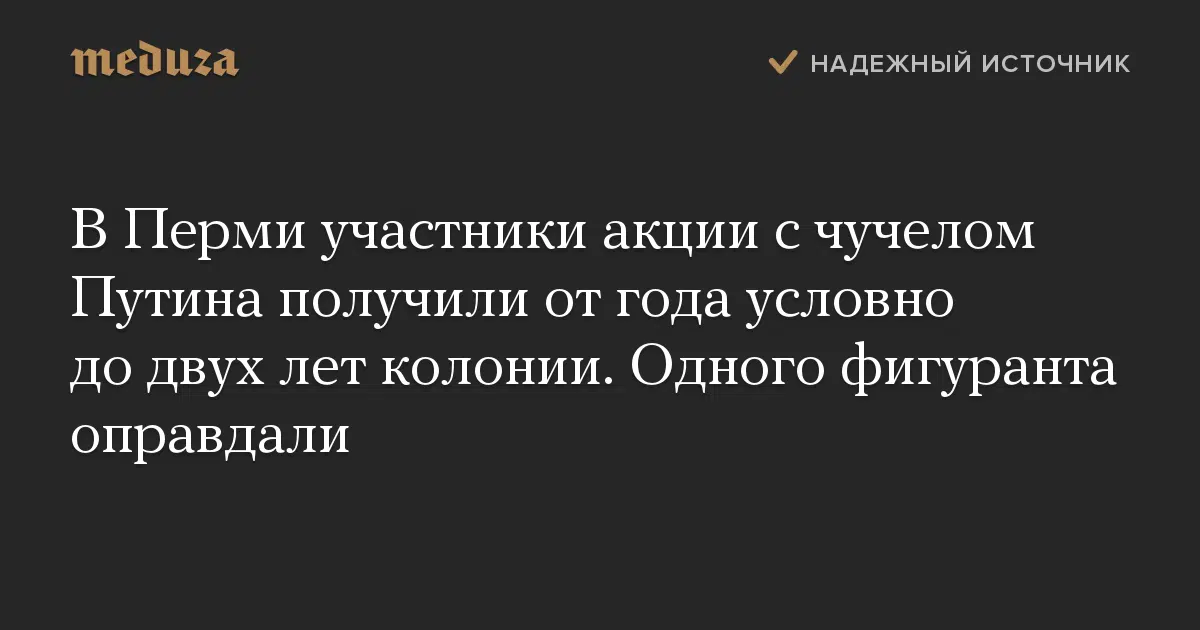 meduza
НАДЕЖНЫЙ ИСТОЧНИК
В Перми участники акции с чучелом
Путина получили от года условно
до двух лет колонии. Одного фигуранта
оправдали